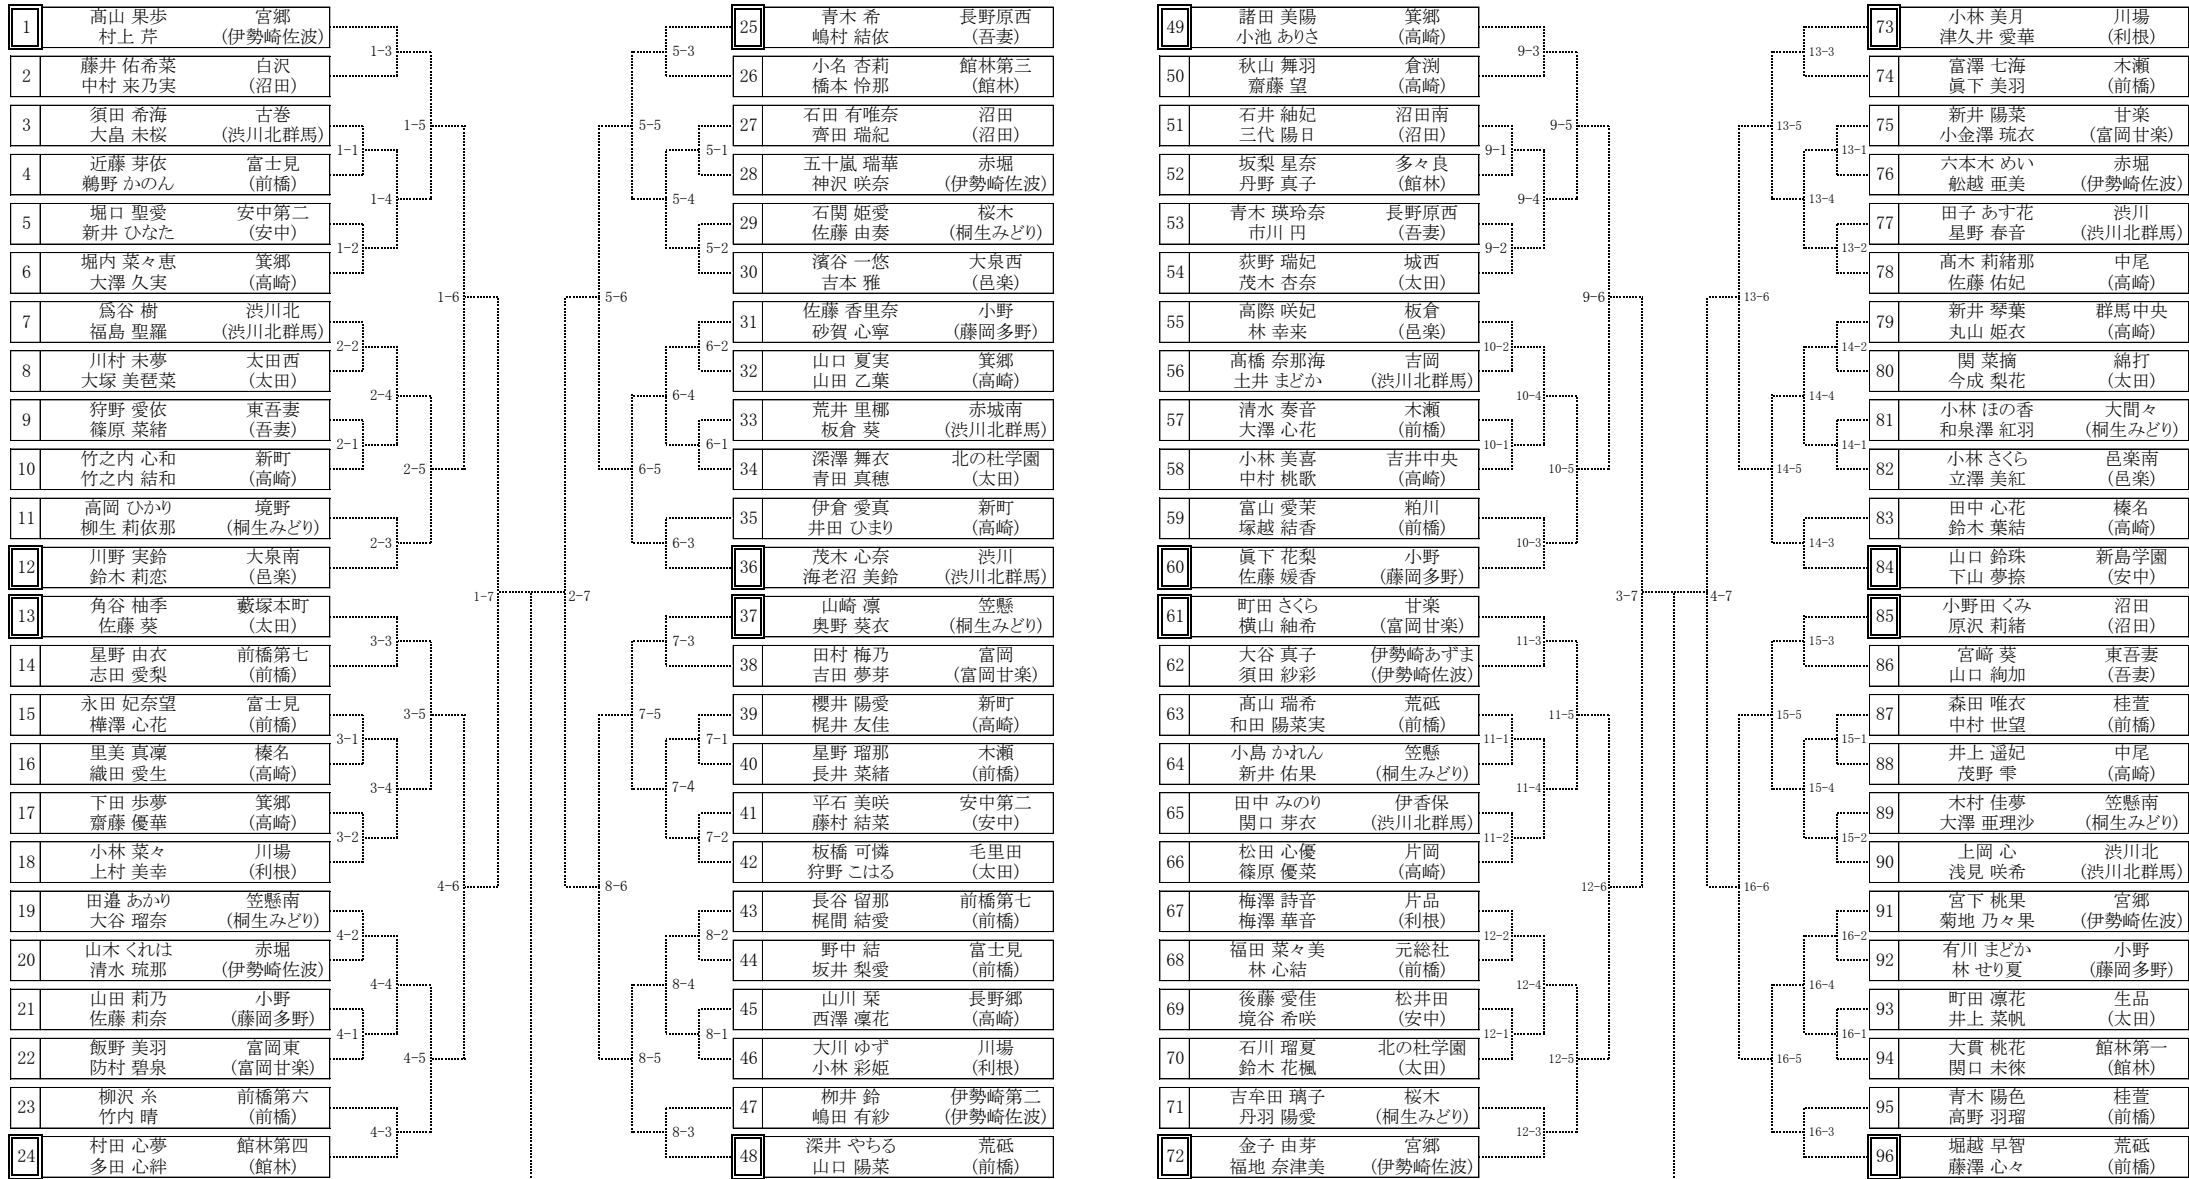 1 髙山 果歩 宮郷
村上 芹 (伊勢崎佐波)
2 藤井 佑希菜 白沢
中村 来乃実 (沼田)
3 須田 希海 古巻
大畠 未桜 (渋川北群馬)
4 近藤 芽依 富士見
鵜野 かのん (前橋)
5 堀口 聖愛 安中第二
新井 ひなた (安中)
6 堀内 菜々恵 箕郷
大澤 久実 (高崎)
7 爲谷 樹 渋川北
福島 聖羅 (渋川北群馬)
8 川村 未夢 太田西
大塚 美琶菜 (太田)
9 狩野 愛依 東吾妻
篠原 菜緒 (吾妻)
10 竹之内 心和 新町
竹之内 結和 (高崎)
11 高岡 ひかり 境野
柳生 莉依那 (桐生みどり)
12 川野 実鈴 大泉南
鈴木 莉恋 (邑楽)
13 角谷 柚季 藪塚本町
佐藤 葵 (太田)
14 星野 由衣 前橋第七
志田 愛梨 (前橋)
15 永田 妃奈望 富士見
樺澤 心花 (前橋)
16 里美 真凜 榛名
織田 愛生 (高崎)
17 下田 歩夢 箕郷
齋藤 優華 (高崎)
18 小林 菜々 川場
上村 美幸 (利根)
19 田邉 あかり 笠懸南
大谷 瑠奈 (桐生みどり)
20 山木 くれは 赤堀
清水 琉那 (伊勢崎佐波)
21 山田 莉乃 小野
佐藤 莉奈 (藤岡多野)
22 飯野 美羽 富岡東
防村 碧泉 (富岡甘楽)
23 柳沢 糸 前橋第六
竹内 晴 (前橋)
24 村田 心夢 館林第四
多田 心絆 (館林)
1-3
1-5
1-1
1-4
1-2
1-6
2-2
2-4
2-1
2-5
2-3
1-7
3-3
3-5
3-1
3-4
3-2
4-6
4-2
4-4
4-1
4-5
4-3
25 青木 希 長野原西
嶋村 結依 (吾妻)
26 小名 杏莉 館林第三
橋本 怜那 (館林)
27 石田 有唯奈 沼田
齊田 瑞紀 (沼田)
28 五十嵐 瑞華 赤堀
神沢 咲奈 (伊勢崎佐波)
29 石関 姫愛 桜木
佐藤 由奏 (桐生みどり)
30 濱谷 一悠 大泉西
吉本 雅 (邑楽)
31 佐藤 香里奈 小野
砂賀 心寧 (藤岡多野)
32 山口 夏実 箕郷
山田 乙葉 (高崎)
33 荒井 里梛 赤城南
板倉 葵 (渋川北群馬)
34 深澤 舞衣 北の杜学園
青田 真穂 (太田)
35 伊倉 愛真 新町
井田 ひまり (高崎)
36 茂木 心奈 渋川
海老沼 美鈴 (渋川北群馬)
37 山崎 凛 笠懸
奥野 葵衣 (桐生みどり)
38 田村 梅乃 富岡
吉田 夢芽 (富岡甘楽)
39 櫻井 陽愛 新町
梶井 友佳 (高崎)
40 星野 瑠那 木瀬
長井 菜緒 (前橋)
41 平石 美咲 安中第二
藤村 結菜 (安中)
42 板橋 可憐 毛里田
狩野 こはる (太田)
43 長谷 留那 前橋第七
梶間 結愛 (前橋)
44 野中 結 富士見
坂井 梨愛 (前橋)
45 山川 栞 長野郷
西澤 凜花 (高崎)
46 大川 ゆず 川場
小林 彩姫 (利根)
47 栁井 鈴 伊勢崎第二
嶋田 有紗 (伊勢崎佐波)
48 深井 やちる 荒砥
山口 陽菜 (前橋)
5-3
5-5
5-1
5-4
5-2
5-6
6-2
6-4
6-1
6-5
6-3
2-7
7-3
7-5
7-1
7-4
7-2
8-6
8-2
8-4
8-1
8-5
8-3
49 諸田 美陽 箕郷
小池 ありさ (高崎)
50 秋山 舞羽 倉渕
齋藤 望 (高崎)
51 石井 紬妃 沼田南
三代 陽日 (沼田)
52 坂梨 星奈 多々良
丹野 真子 (館林)
53 青木 瑛玲奈 長野原西
市川 円 (吾妻)
54 荻野 瑞妃 城西
茂木 杏奈 (太田)
55 高際 咲妃 板倉
林 幸来 (邑楽)
56 髙橋 奈那海 吉岡
土井 まどか (渋川北群馬)
57 清水 奏音 木瀬
大澤 心花 (前橋)
58 小林 美喜 吉井中央
中村 桃歌 (高崎)
59 富山 愛茉 粕川
塚越 結香 (前橋)
60 眞下 花梨 小野
佐藤 媛香 (藤岡多野)
61 町田 さくら 甘楽
横山 紬希 (富岡甘楽)
62 大谷 真子 伊勢崎あずま
須田 紗彩 (伊勢崎佐波)
63 髙山 瑞希 荒砥
和田 陽菜実 (前橋)
64 小島 かれん 笠懸
新井 佑果 (桐生みどり)
65 田中 みのり 伊香保
関口 芽衣 (渋川北群馬)
66 松田 心優 片岡
篠原 優菜 (高崎)
67 梅澤 詩音 片品
梅澤 華音 (利根)
68 福田 菜々美 元総社
林 心結 (前橋)
69 後藤 愛佳 松井田
境谷 希咲 (安中)
70 石川 瑠夏 北の杜学園
鈴木 花楓 (太田)
71 吉牟田 璃子 桜木
丹羽 陽愛 (桐生みどり)
72 金子 由芽 宮郷
福地 奈津美 (伊勢崎佐波)
9-3
9-5
9-1
9-4
9-2
9-6
10-2
10-4
10-1
10-5
10-3
3-7
11-3
11-5
11-1
11-4
11-2
12-6
12-2
12-4
12-1
12-5
12-3
73 小林 美月 川場
津久井 愛華 (利根)
74 富澤 七海 木瀬
眞下 美羽 (前橋)
75 新井 陽菜 甘楽
小金澤 琉衣 (富岡甘楽)
76 六本木 めい 赤堀
舩越 亜美 (伊勢崎佐波)
77 田子 あす花 渋川
星野 春音 (渋川北群馬)
78 髙木 莉緒那 中尾
佐藤 佑妃 (高崎)
79 新井 琴葉 群馬中央
丸山 姫衣 (高崎)
80 関 菜摘 綿打
今成 梨花 (太田)
81 小林 ほの香 大間々
和泉澤 紅羽 (桐生みどり)
82 小林 さくら 邑楽南
立澤 美紅 (邑楽)
83 田中 心花 榛名
鈴木 葉結 (高崎)
84 山口 鈴珠 新島学園
下山 夢捺 (安中)
85 小野田 くみ 沼田
原沢 莉緒 (沼田)
86 宮﨑 葵 東吾妻
山口 絢加 (吾妻)
87 森田 唯衣 桂萱
中村 世望 (前橋)
88 井上 遥妃 中尾
茂野 雫 (高崎)
89 木村 佳夢 笠懸南
大澤 亜理沙 (桐生みどり)
90 上岡 心 渋川北
浅見 咲希 (渋川北群馬)
91 宮下 桃果 宮郷
菊地 乃々果 (伊勢崎佐波)
92 有川 まどか 小野
林 せり夏 (藤岡多野)
93 町田 凛花 生品
井上 菜帆 (太田)
94 大貫 桃花 館林第一
関口 未徠 (館林)
95 青木 陽色 桂萱
高野 羽瑠 (前橋)
96 堀越 早智 荒砥
藤澤 心々 (前橋)
13-3
13-5
13-1
13-4
13-2
13-6
14-2
14-4
14-1
14-5
14-3
4-7
15-3
15-5
15-1
15-4
15-2
16-6
16-2
16-4
16-1
16-5
16-3